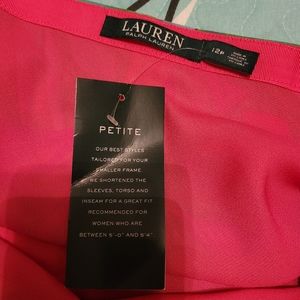 LAUREN
RALPH LAUREN
12P
PETITE
OUR BEST STYLES
TAILORED FOR YOUR
SMALLER FRAME.
WE SHORTENED THE
SLEEVES, TORSO AND
INSEAM FOR A GREAT FIT
RECOMMENDED FOR
WOMEN WHO ARE
BETWEEN 5'-0" AND 5'4"